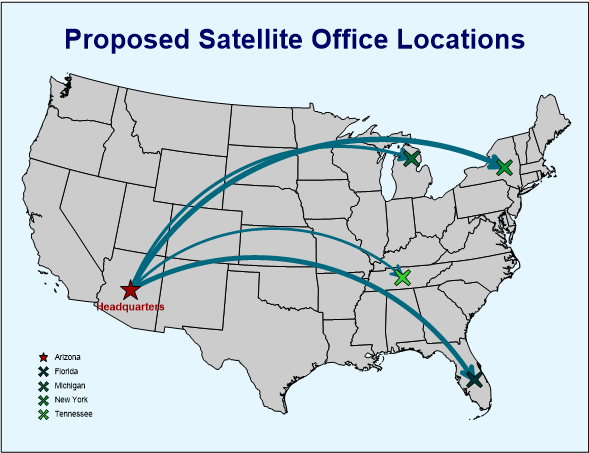 Proposed Satellite Office Locations
Headquarters
Arizona
Florida
Michigan
New York
Tennessee